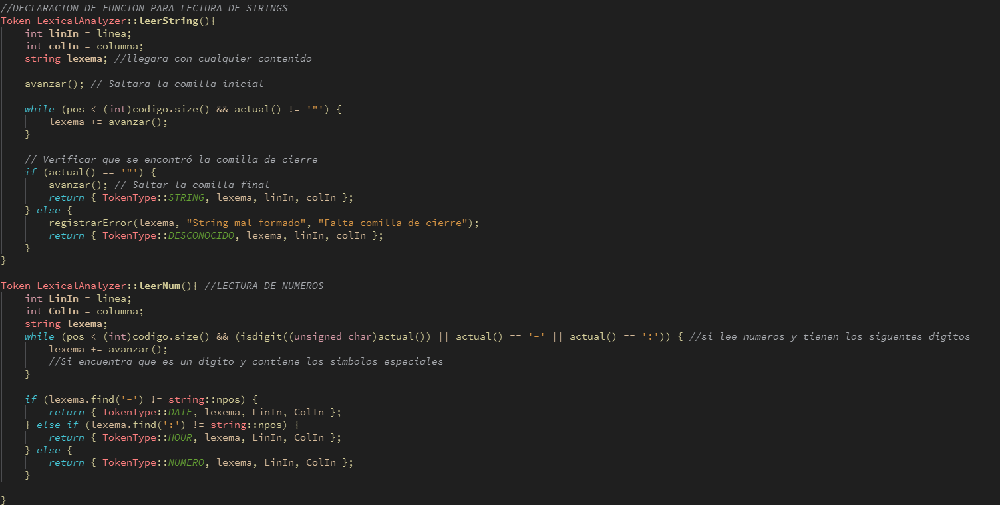 //DECLARACION DE FUNCION PARA LECTURA DE STRINGS
Token LexicalAnalyzer::leerString(){
    int linIn = linea;
    int colIn = columna;
    string lexema; //llegara con cualquier contenido

    avanzar(); // Saltara la comilla inicial

    while (pos < (int)codigo.size() && actual() != '"') {
        lexema += avanzar();
    }

    // Verificar que se encontró la comilla de cierre
    if (actual() == '"') {
        avanzar(); // Saltar la comilla final
        return { TokenType::STRING, lexema, linIn, colIn };
    } else {
        registrarError(lexema, "String mal formado", "Falta comilla de cierre");
        return { TokenType::DESCONOCIDO, lexema, linIn, colIn };
    }
}

Token LexicalAnalyzer::leerNum(){ //LECTURA DE NUMEROS
    int LinIn = linea;
    int ColIn = columna;
    string lexema;
    while (pos < (int)codigo.size() && (isdigit((unsigned char)actual()) || actual() == '-' || actual() == ':')) { //si lee numeros y tienen los siguentes digitos
        lexema += avanzar();
        //Si encuentra que es un digito y contiene los simbolos especiales
    }

    if (lexema.find('-') != string::npos) {
        return { TokenType::DATE, lexema, LinIn, ColIn };
    } else if (lexema.find(':') != string::npos) {
        return { TokenType::HOUR, lexema, LinIn, ColIn };
    } else {
        return { TokenType::NUMERO, lexema, LinIn, ColIn };
    }

}